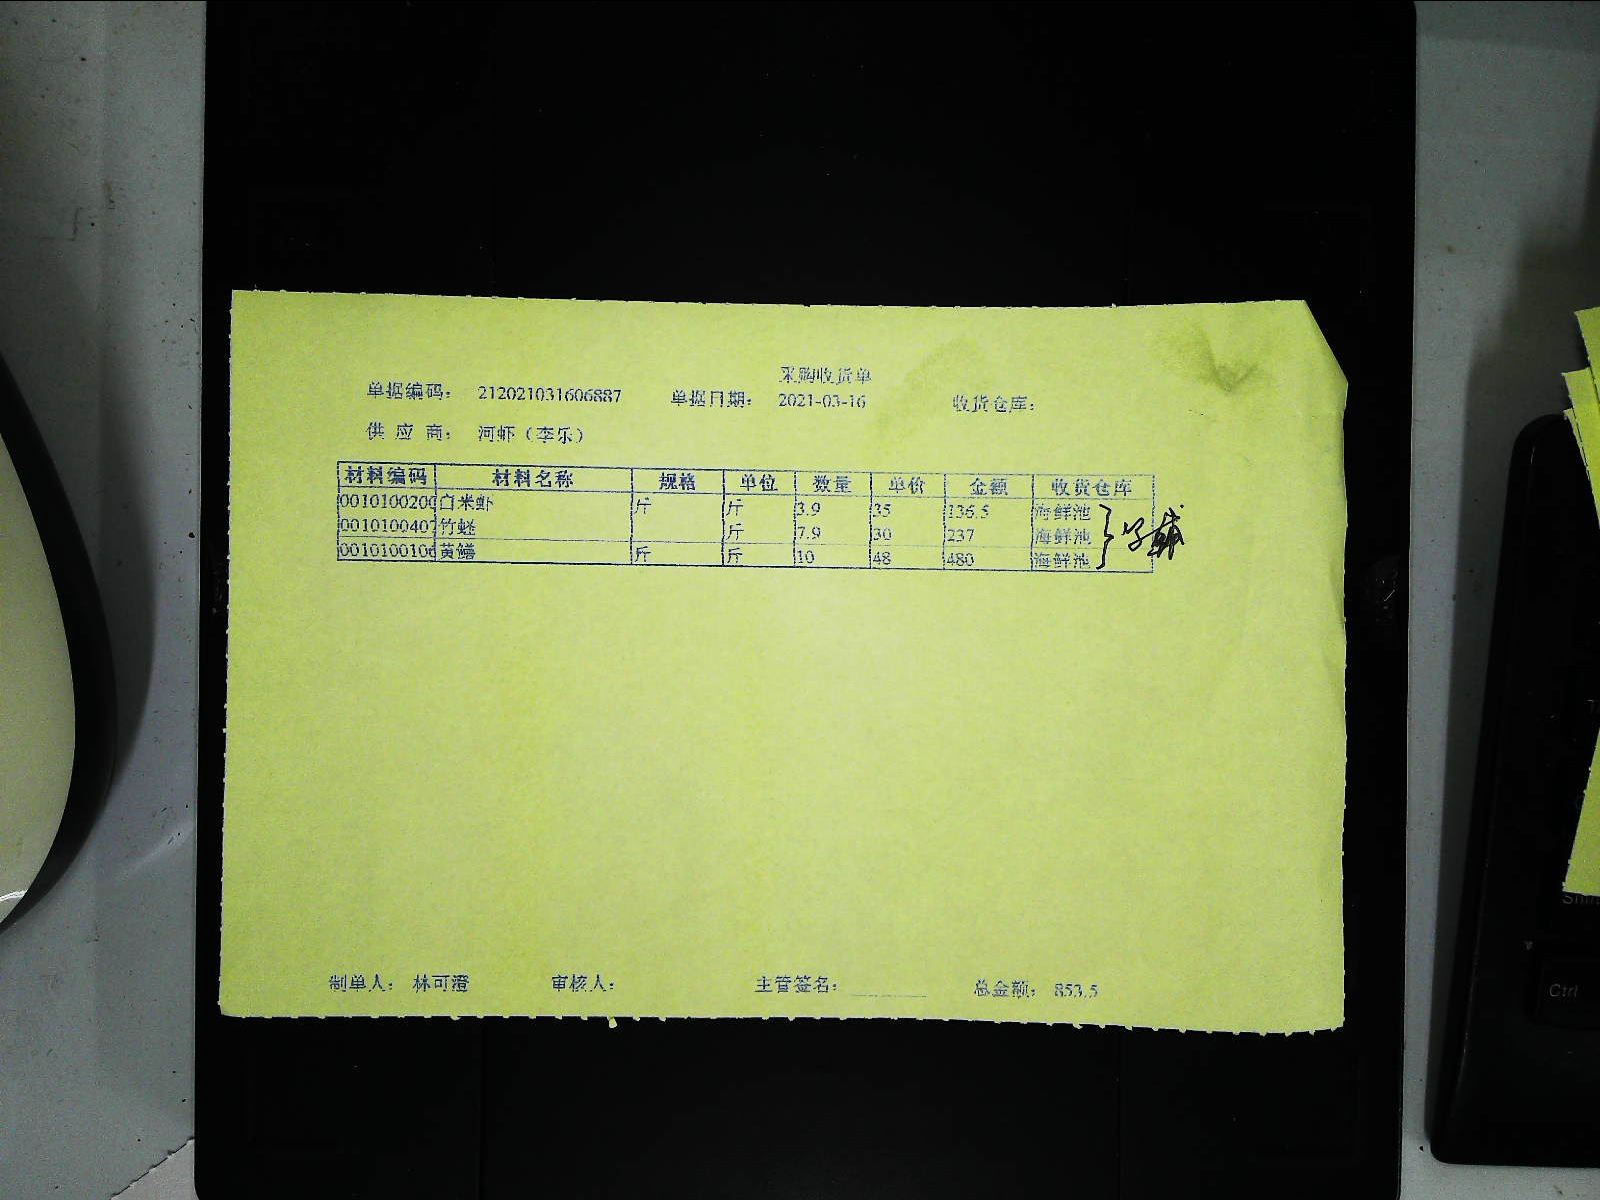 采购收货单
单据编码: 212021031606887 单据日期: 2021-03-16 收货仓库:
供应商: 河虾（李乐）
材料编码 材料名称 规格 单位 数量 单价 金额 收货仓库
0010100200 白米虾 斤 斤 3.9 35 136.5 海鲜池
001010040 竹蛏 斤 7.9 30 237 海鲜池
001010010 黄鳝 斤 斤 10 48 480 海鲜池
制单人: 林可澄 审核人: 主管签名: 总金额: 853.5
Ctrl